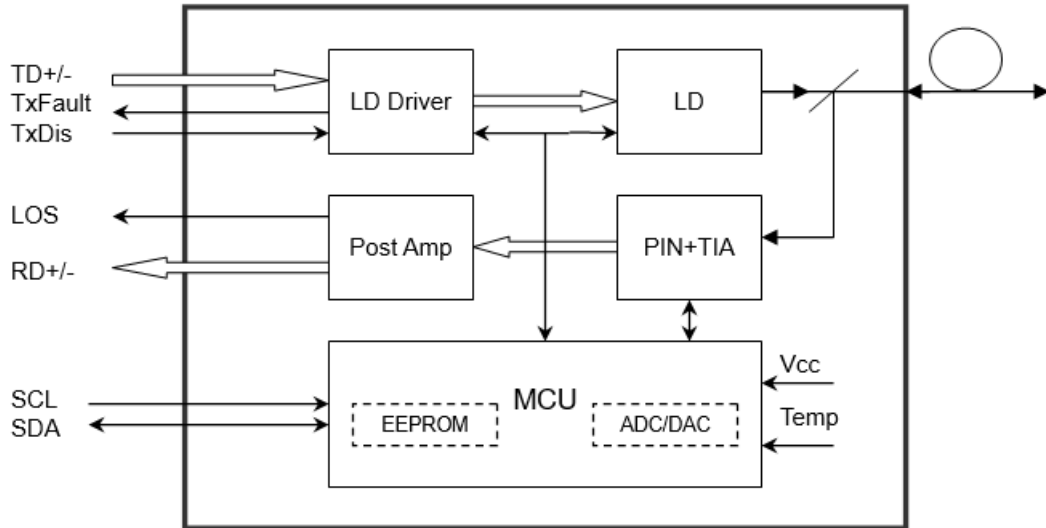 TD+/-
TxFault
TxDis
LD Driver
LD
LOS
RD+/-
Post Amp
PIN+TIA
SCL
SDA
MCU
EEPROM
ADC/DAC
Vcc
Temp